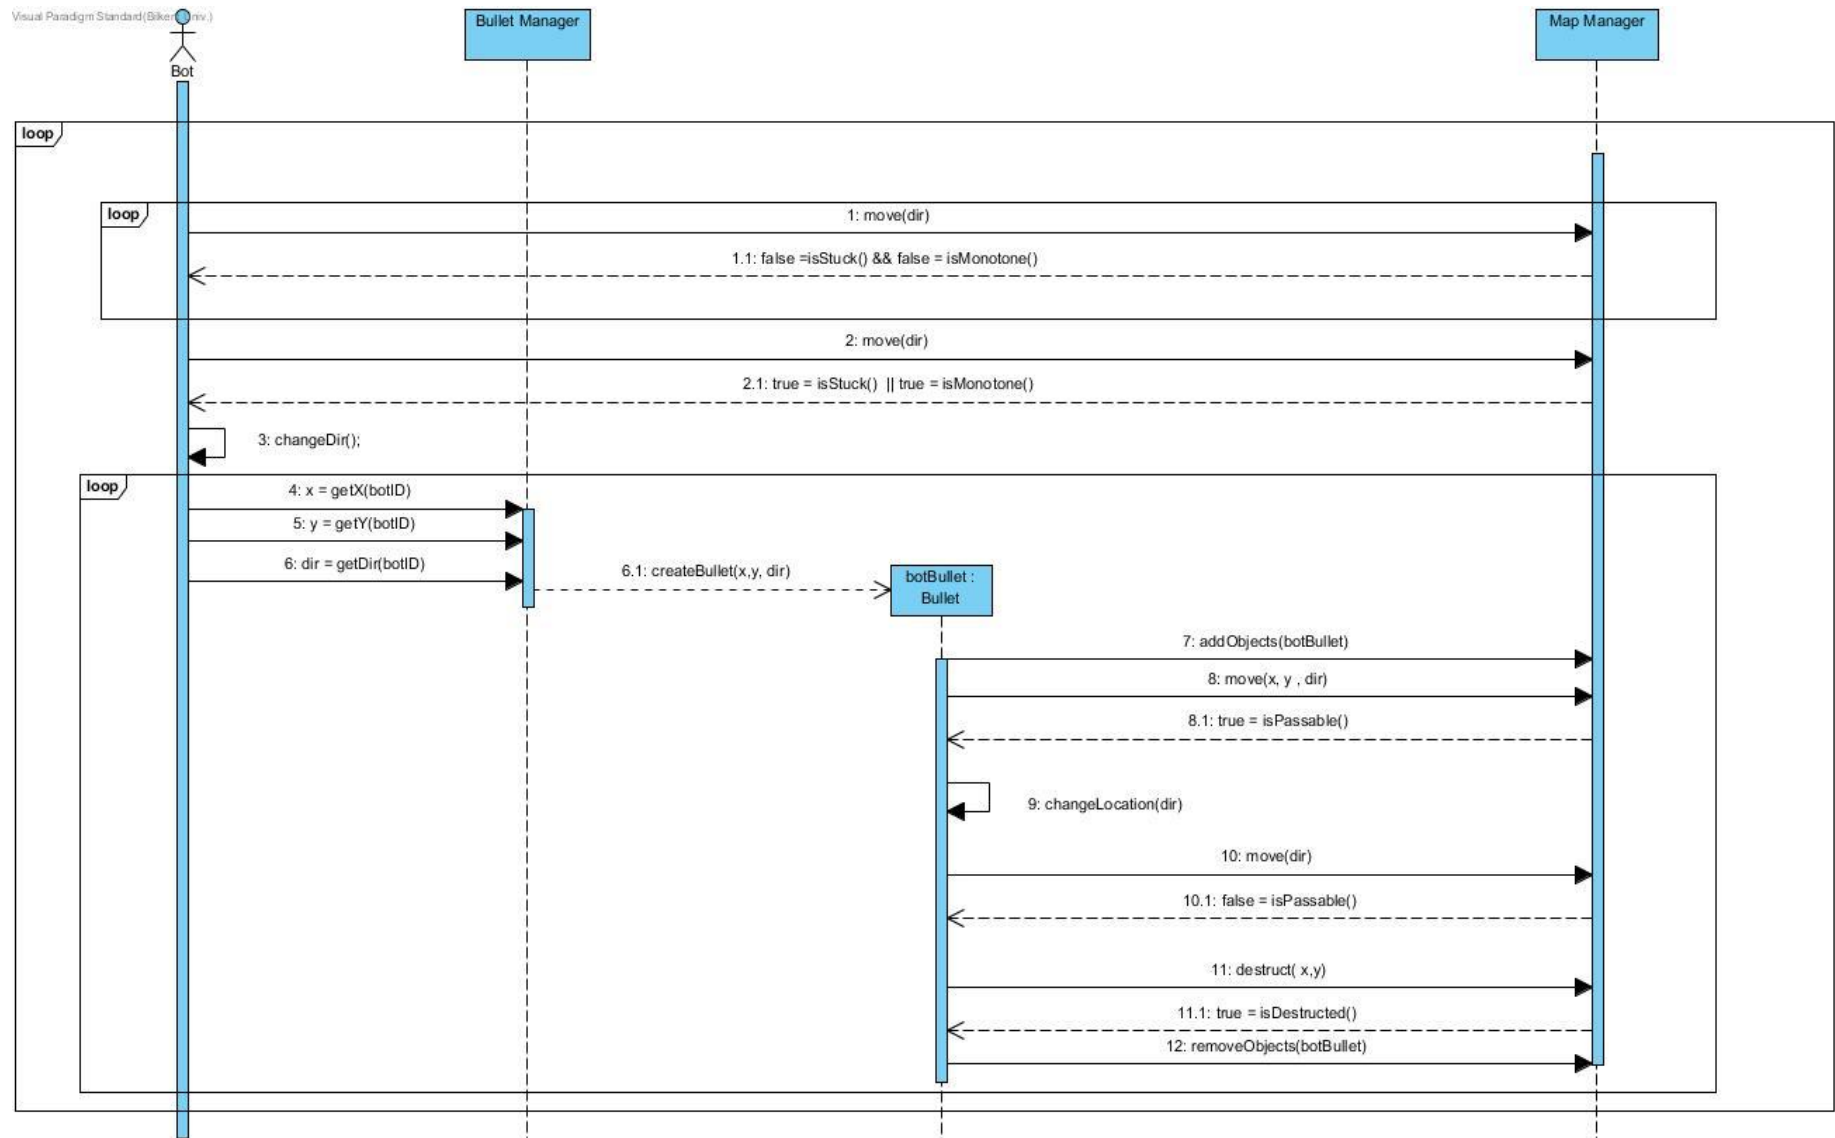 Visual Paradigm Standard(Bilkent Univ.)
Bot
Bullet Manager
Map Manager
loop
loop
1: move(dir)
1.1: false =isStuck() && false = isMonotone()
2: move(dir)
2.1: true = isStuck() || true = isMonotone()
3: changeDir();
loop
4: x = getX(botID)
5: y = getY(botID)
6: dir = getDir(botID)
6.1: createBullet(x,y, dir)
botBullet :
Bullet
7: addObjects(botBullet)
8: move(x, y , dir)
8.1: true = isPassable()
9: changeLocation(dir)
10: move(dir)
10.1: false = isPassable()
11: destruct( x,y)
11.1: true = isDestructed()
12: removeObjects(botBullet)